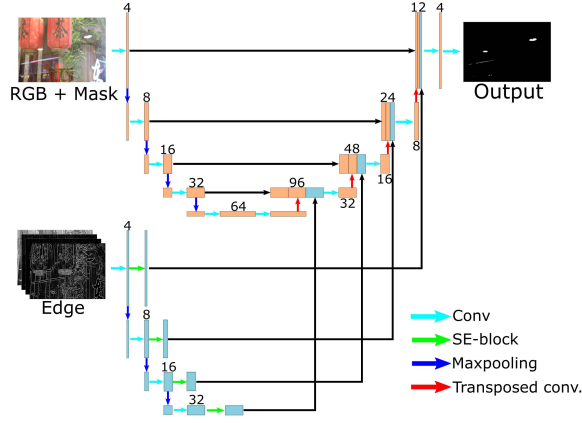 4
12
4
RGB + Mask
Output
8
24
8
16
48
16
32
96
32
64
4
Edge
8
16
32
Conv
SE-block
Maxpooling
Transposed conv.